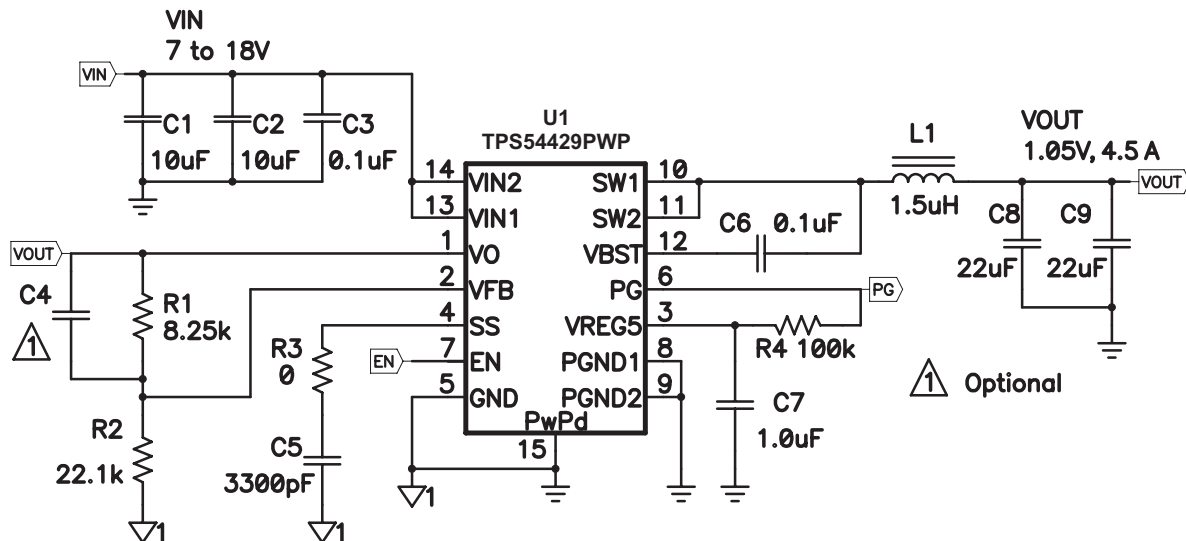 VIN
7 to 18V
VIN
C1
10uF
C2
10uF
C3
0.1uF
U1
TPS54429PWP
14
VIN2
13
VIN1
1
VO
2
VFB
4
SS
7
EN
5
GND
PwPd
15
SW1
10
SW2
11
VBST
12
PG
6
VREG5
3
PGND1
8
PGND2
9
L1
1.5uH
VOUT
1.05V, 4.5 A
VOUT
C6
0.1uF
C8
22uF
C9
22uF
PG
R4 100k
C7
1.0uF
1 Optional
VOUT
C4
1
R1
8.25k
R2
22.1k
R3
0
C5
3300pF
EN
1
1
1